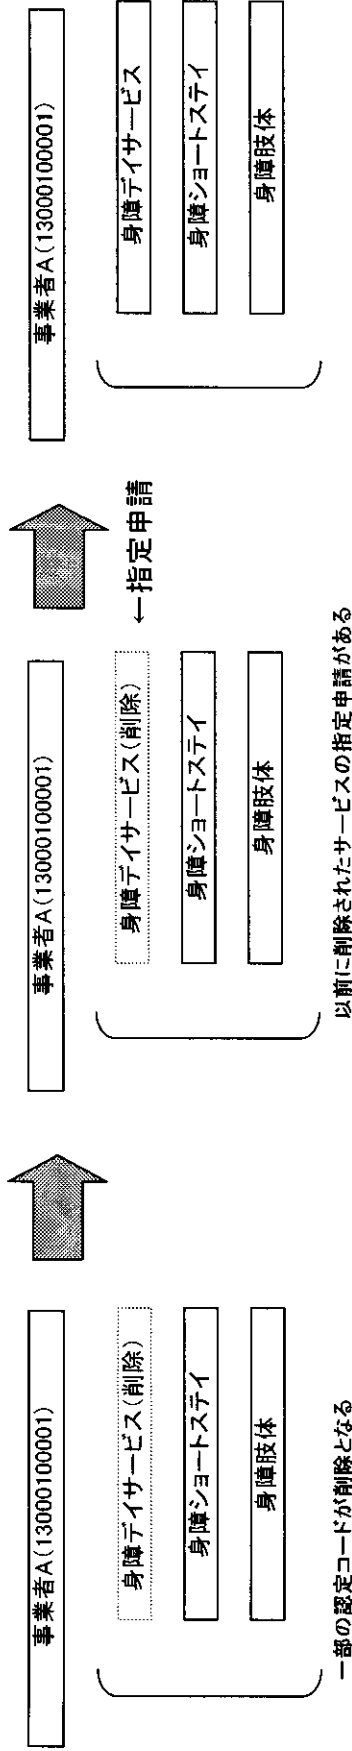 事業者A(13000100001)
身障デイサービス(削除)
身障ショートステイ
身障肢体
一部の認定コードが削除となる
事業者A(13000100001)
身障デイサービス(削除)
←指定申請
身障ショートステイ
身障肢体
以前に削除されたサービスの指定申請がある
事業者A(13000100001)
身障デイサービス
身障ショートステイ
身障肢体